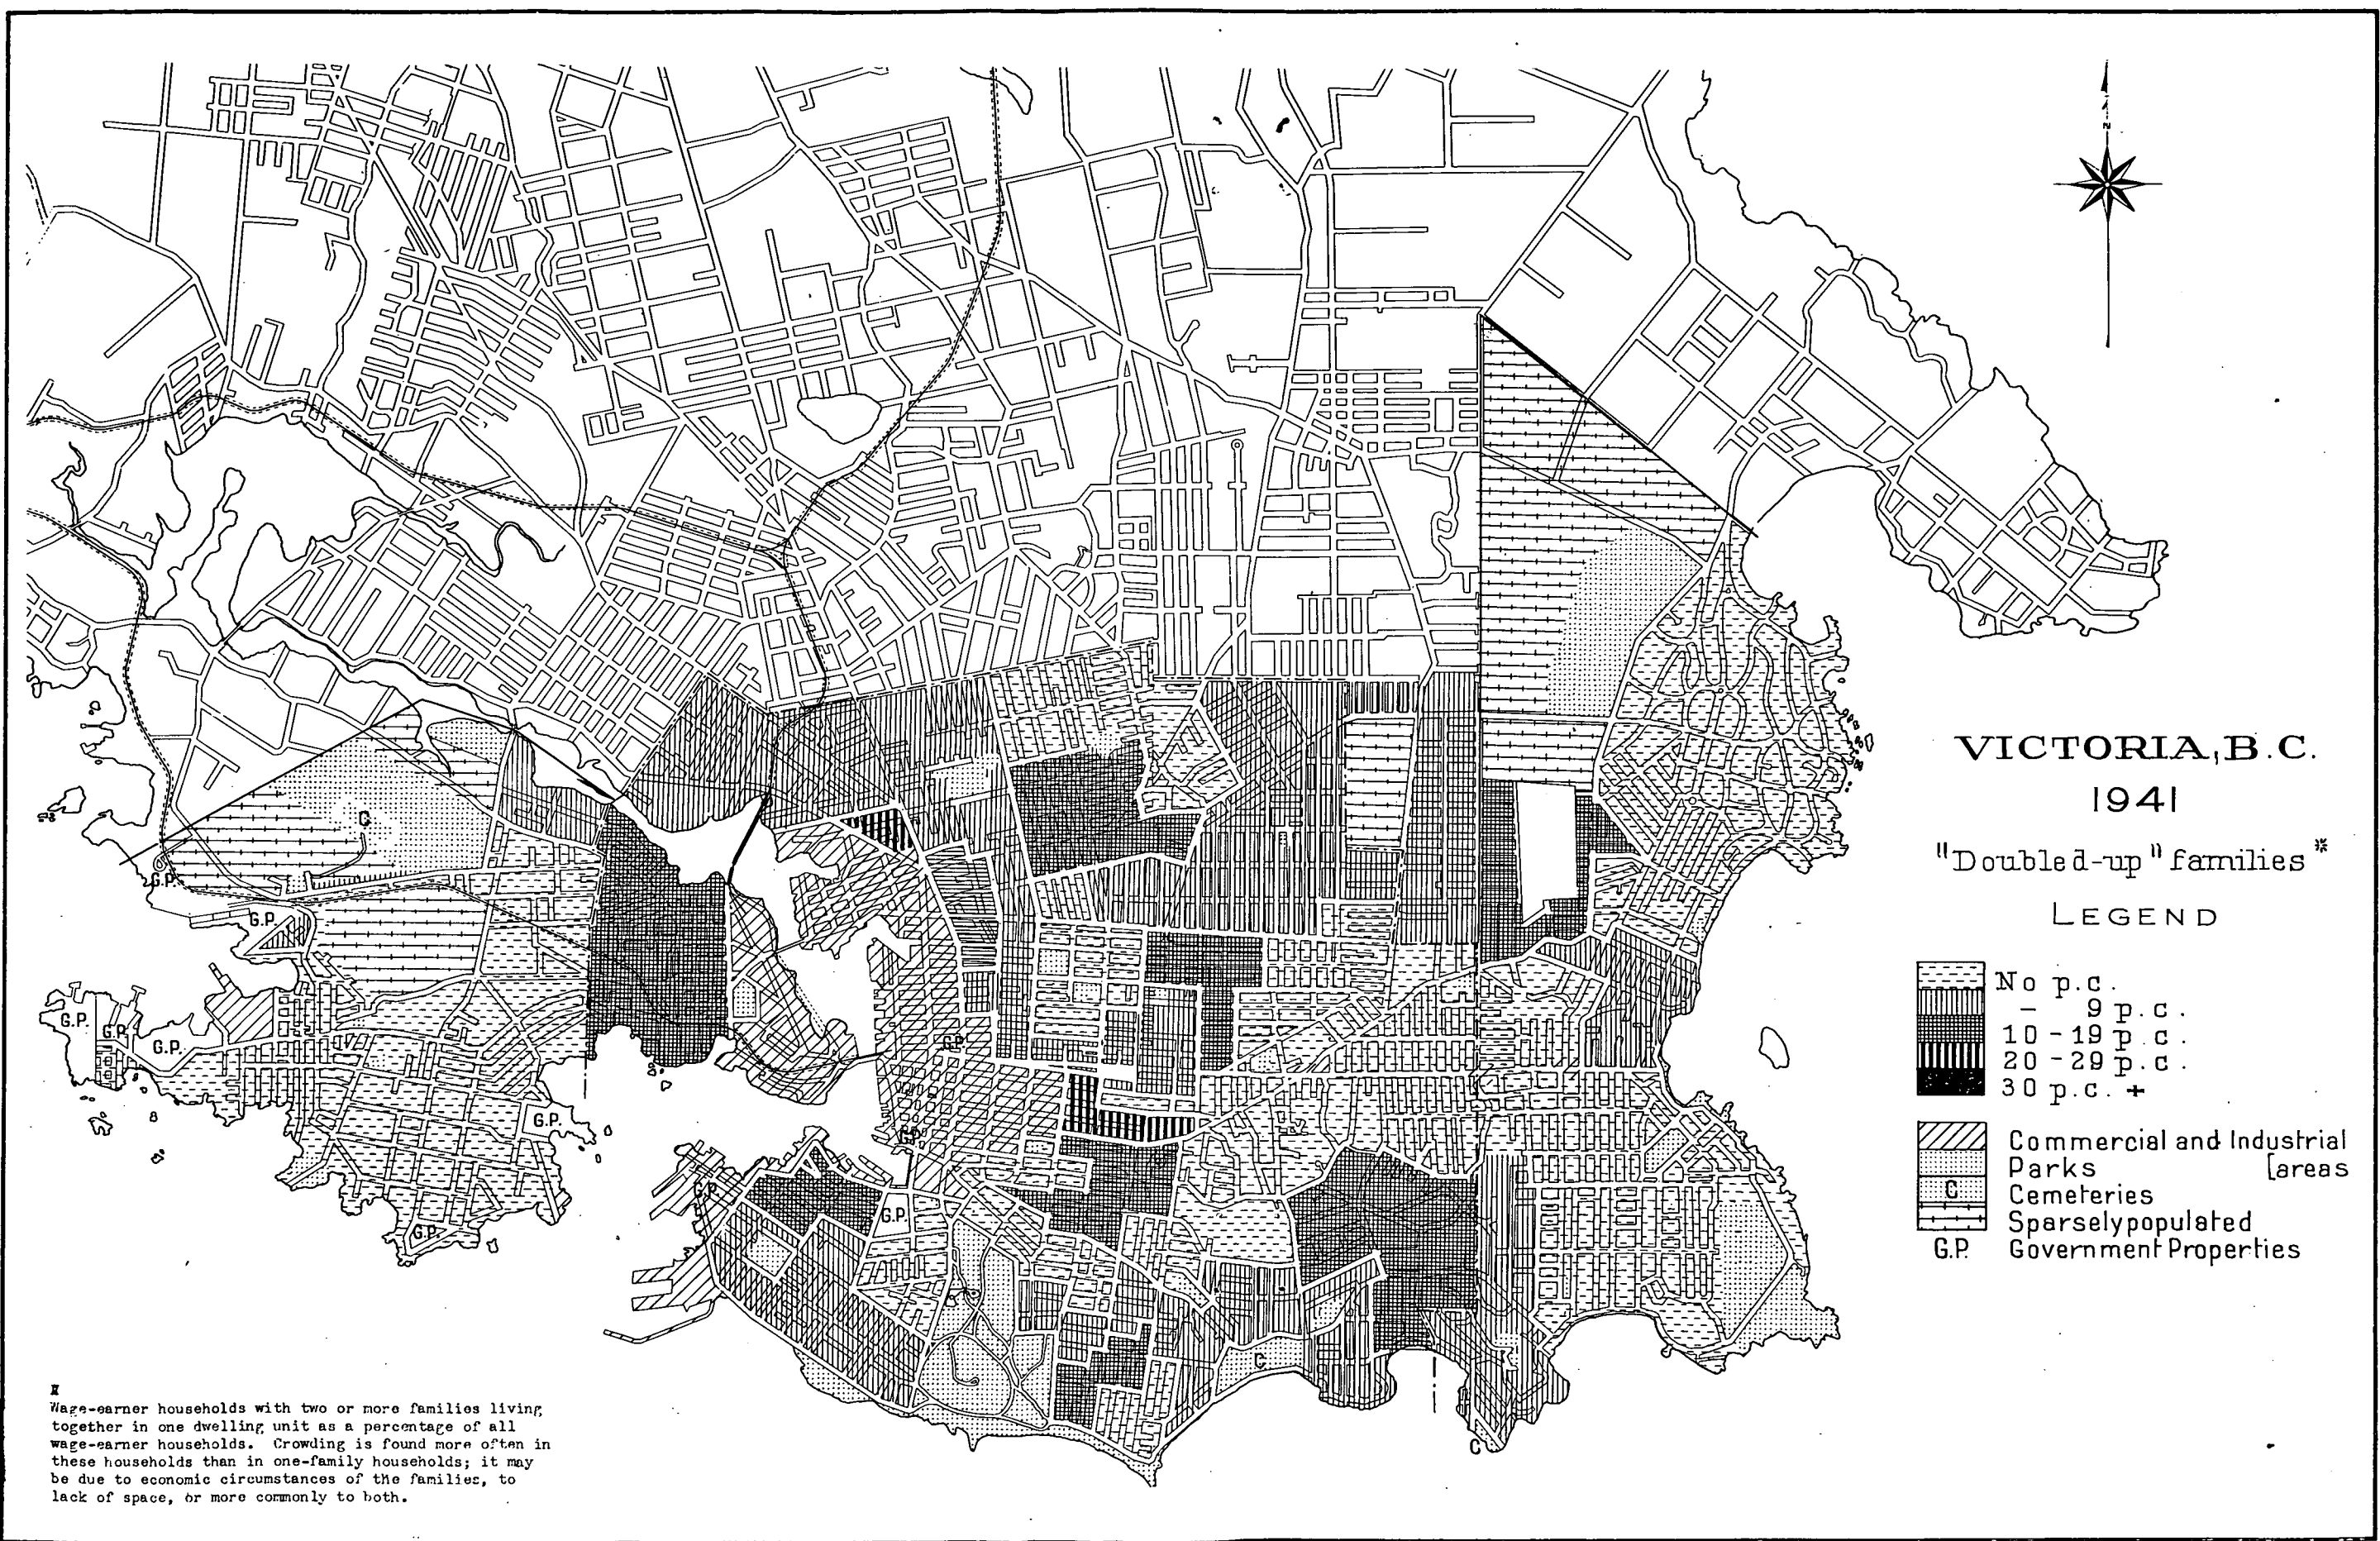 N
VICTORIA, B.C.
1941
"Doubled-up" families*
LEGEND
No p.c.
- 9 p.c.
10-19 p.c.
20-29 p.c.
30 p.c. +
Commercial and Industrial
Parks [areas
C Cemeteries
Sparsely populated
G.P. Government Properties
C
G.P.
G.P.
G.P.
G.P.
G.P.
G.P.
G.P.
G.P.
G.P.
G.P.
G.P.
C
C
Wage-earner households with two or more families living
together in one dwelling unit as a percentage of all
wage-earner households. Crowding is found more often in
these households than in one-family households; it may
be due to economic circumstances of the families, to
lack of space, or more commonly to both.